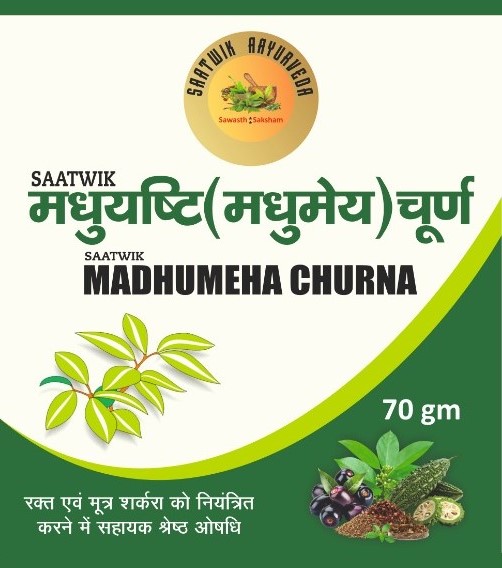 SAATWIK AAYURVEDA
Sawasth Saksham
SAATWIK
मधुयष्टि(मधुमेय)चूर्ण
SAATWIK
MADHUMEHA CHURNA
70 gm
रक्त एवं मूत्र शर्करा को नियंत्रित
करने में सहायक श्रेष्ठ ओषधि